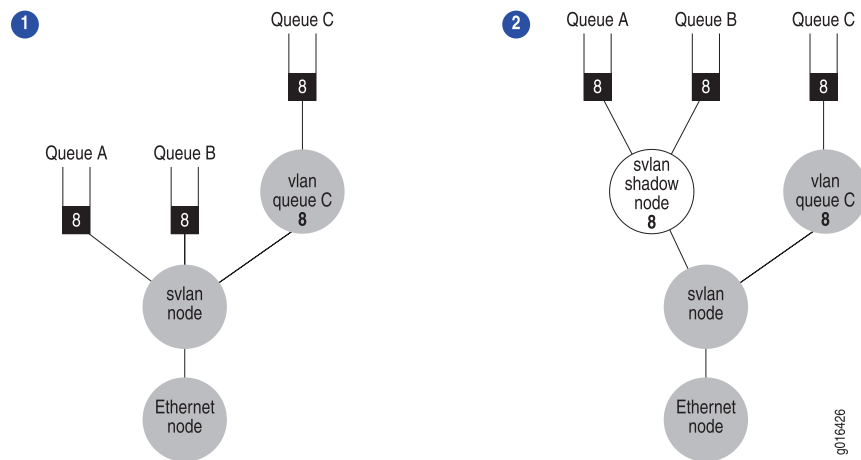 1
Queue C
8
Queue A
Queue B
8
8
vlan
queue C
8
svlan
node
Ethernet
node
2
Queue A
Queue B
Queue C
8
8
8
svlan
shadow
node
8
vlan
queue C
8
svlan
node
Ethernet
node
g016426